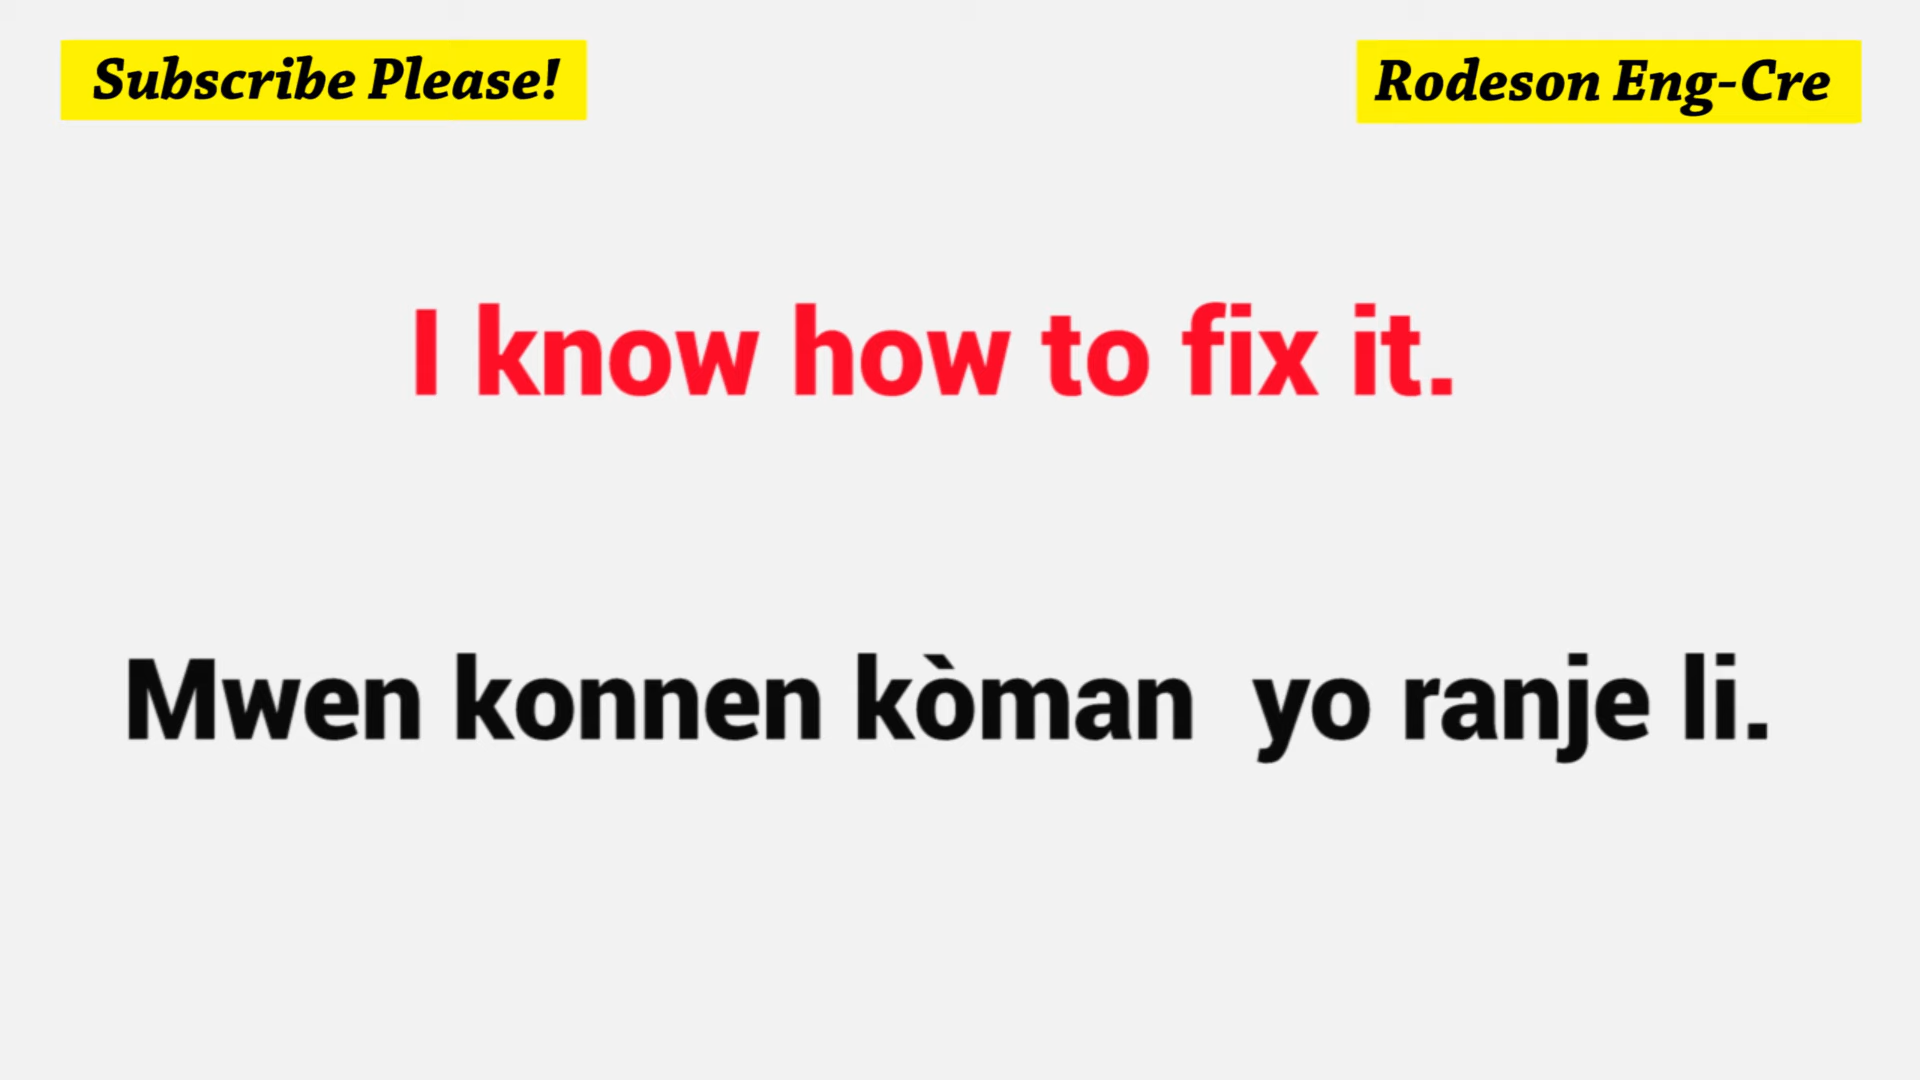 Subscribe Please!
Rodeson Eng-Cre
I know how to fix it.
Mwen konnen kòman  yo ranje li.